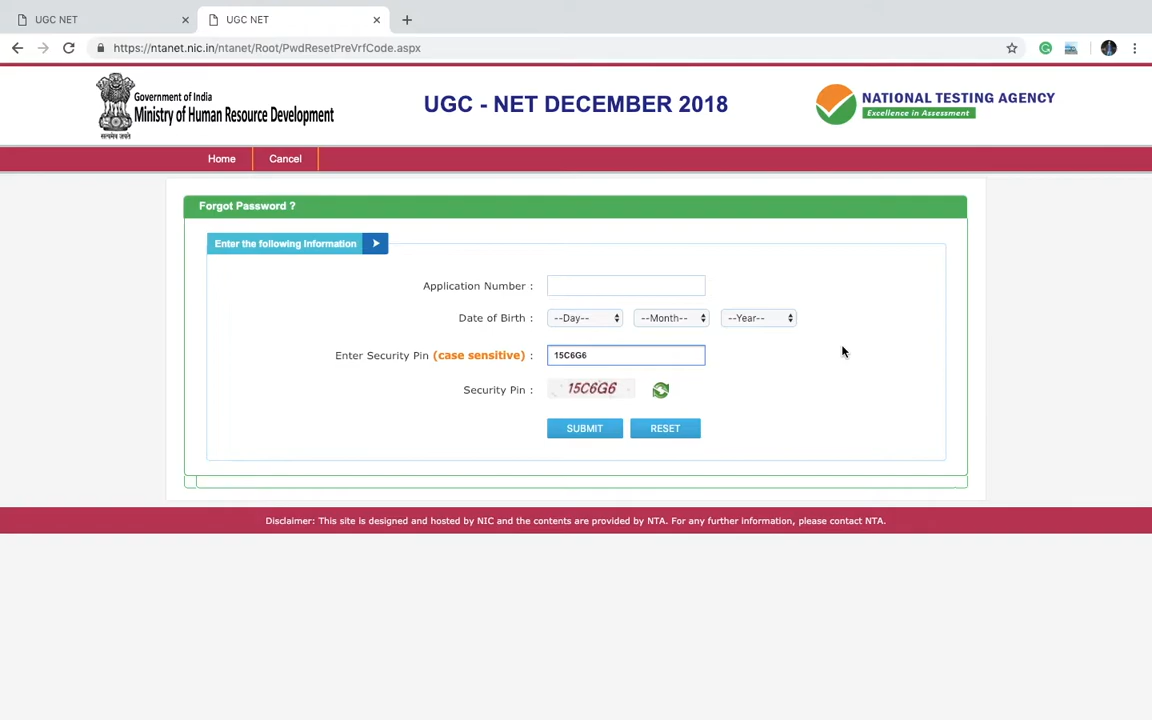 UGC NET
UGC NET
https://ntanet.nic.in/ntanet/Root/PwdResetPreVrfCode.aspx
सत्यमेव जयते
Government of India
Ministry of Human Resource Development
UGC - NET DECEMBER 2018
NATIONAL TESTING AGENCY
Excellence in Assessment
Home Cancel
Forgot Password ?
Enter the following Information
Application Number :
Date of Birth : --Day-- --Month-- --Year--
Enter Security Pin (case sensitive) : 15C6G6
Security Pin : 15C6G6
SUBMIT RESET
Disclaimer: This site is designed and hosted by NIC and the contents are provided by NTA. For any further information, please contact NTA.